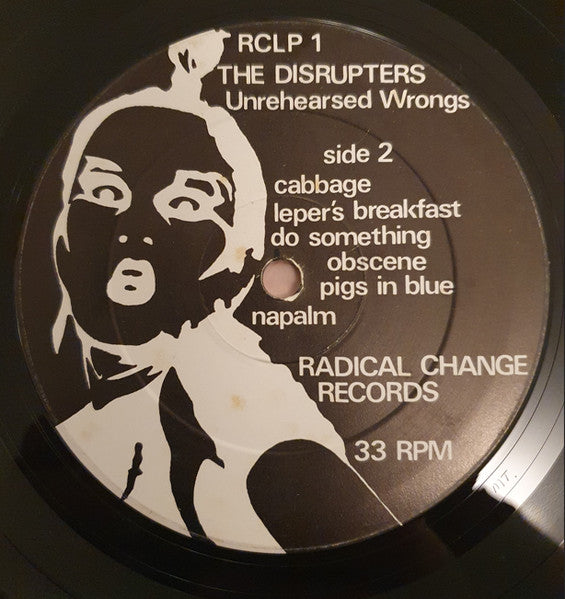 RCLP 1
THE DISRUPTERS
Unrehearsed Wrongs
side 2
cabbage
leper's breakfast
do something
obscene
pigs in blue
napalm
RADICAL CHANGE
RECORDS
33 RPM